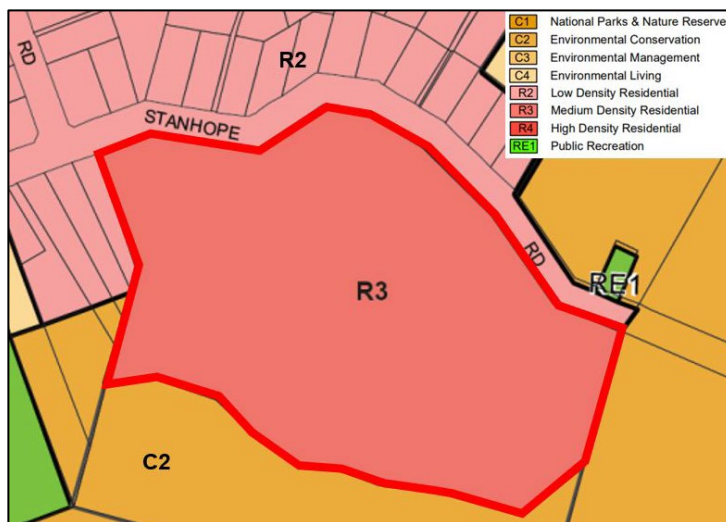 C1 National Parks & Nature Reserve
C2 Environmental Conservation
C3 Environmental Management
C4 Environmental Living
R2 Low Density Residential
R3 Medium Density Residential
R4 High Density Residential
RE1 Public Recreation
RD
R2
STANHOPE
RD
RE1
R3
C2